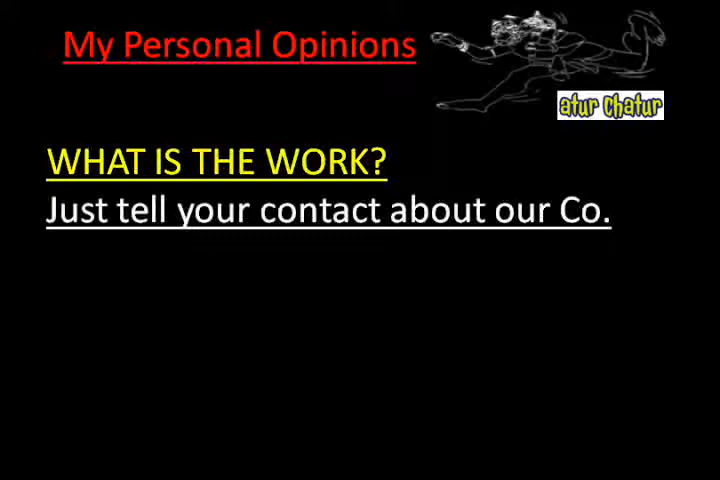 My Personal Opinions
atur Chatur
WHAT IS THE WORK?
Just tell your contact about our Co.